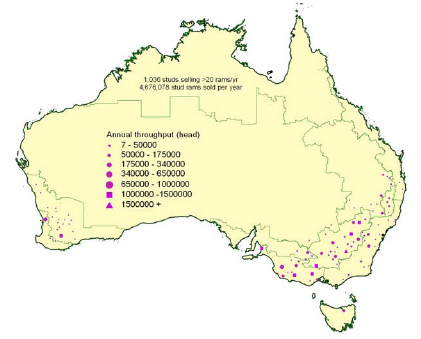 1,036 studs selling >20 rams/yr
4,676,078 stud rams sold per year
Annual throughput (head)
7 - 50000
50000 - 175000
175000 - 340000
340000 - 650000
650000 - 1000000
1000000 -1500000
1500000 +